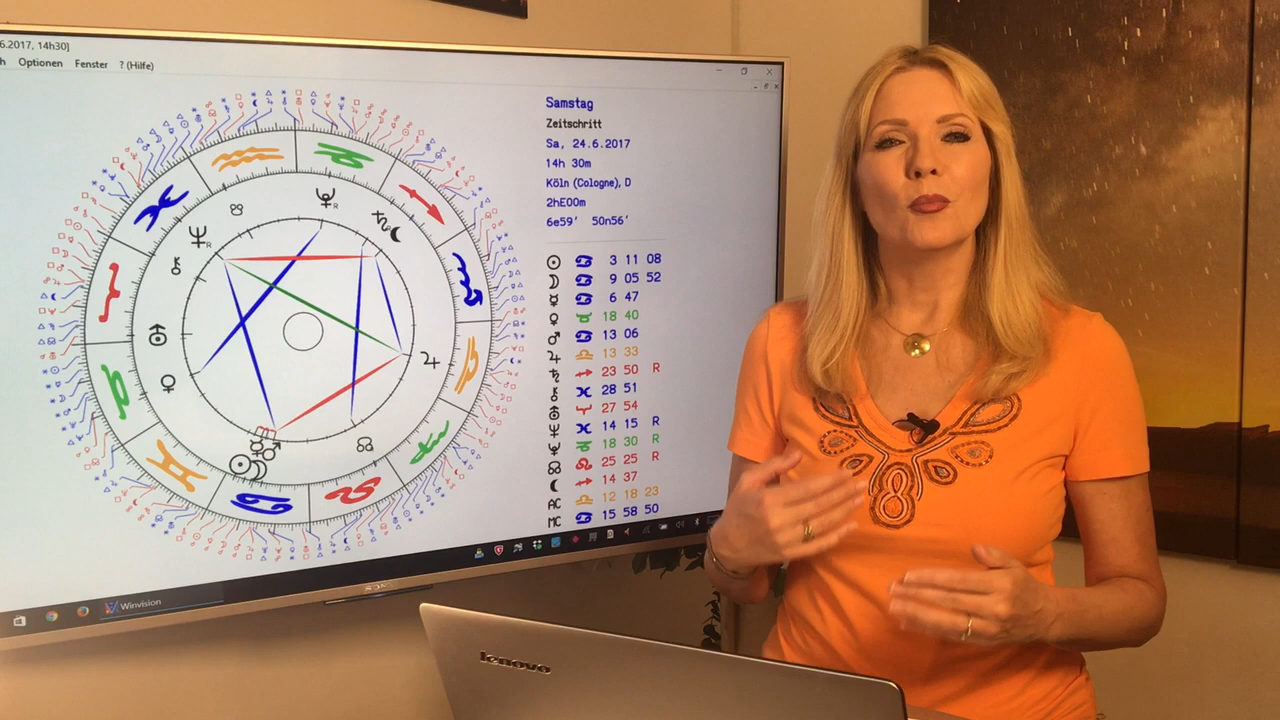 6.2017, 14h30]
h Optionen Fenster ? (Hilfe)
Samstag
Zeitschritt
Sa, 24.6.2017
14h 30m
Köln (Cologne), D
2hE00m
6e59' 50n56'
3 11 08
9 05 52
6 47
18 40
13 06
13 33
23 50 R
28 51
27 54
14 15 R
18 30 R
25 25 R
14 37
AC 12 18 23
MC 15 58 50
R
R
R
Winvision
SONY
lenovo